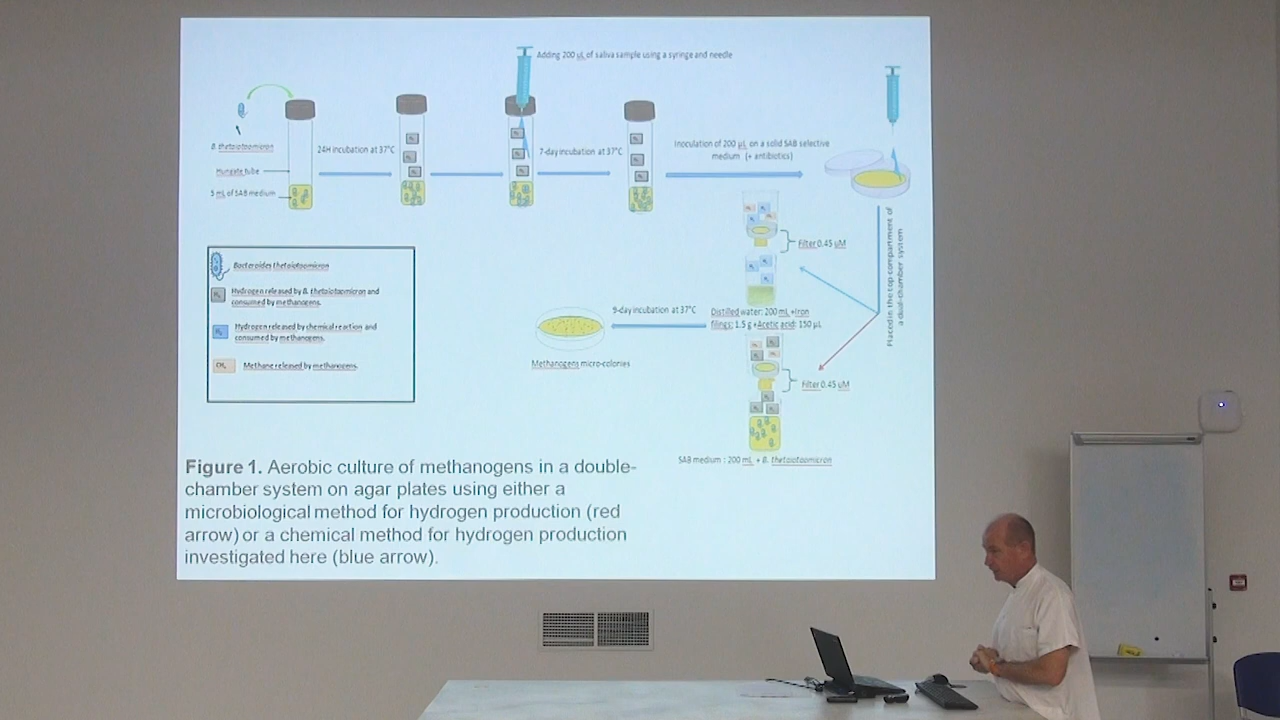 Adding 200 µL of saliva sample using a syringe and needle
B. thetaiotaomicron
24H incubation at 37°C
7-day incubation at 37°C
Inoculation of 200 µL on a solid SAB selective
medium (+ antibiotics)
Hungate tube
5 mL of SAB medium
Placed in the top compartment of
a dual-chamber system
Filter 0.45 uM
Bacteroides thetaiotaomicron
H₂
Hydrogen released by B. thetaiotaomicron and
consumed by methanogens.
H₂
Hydrogen released by chemical reaction and
consumed by methanogens.
CH₄
Methane released by methanogens.
9-day incubation at 37°C
Distilled water: 200 mL +Iron
filings: 1.5 g +Acetic acid: 150 µL
Methanogens micro-colonies
Filter 0.45 uM
SAB medium : 200 mL + B. thetaiotaomicron
Figure 1. Aerobic culture of methanogens in a double-
chamber system on agar plates using either a
microbiological method for hydrogen production (red
arrow) or a chemical method for hydrogen production
investigated here (blue arrow).